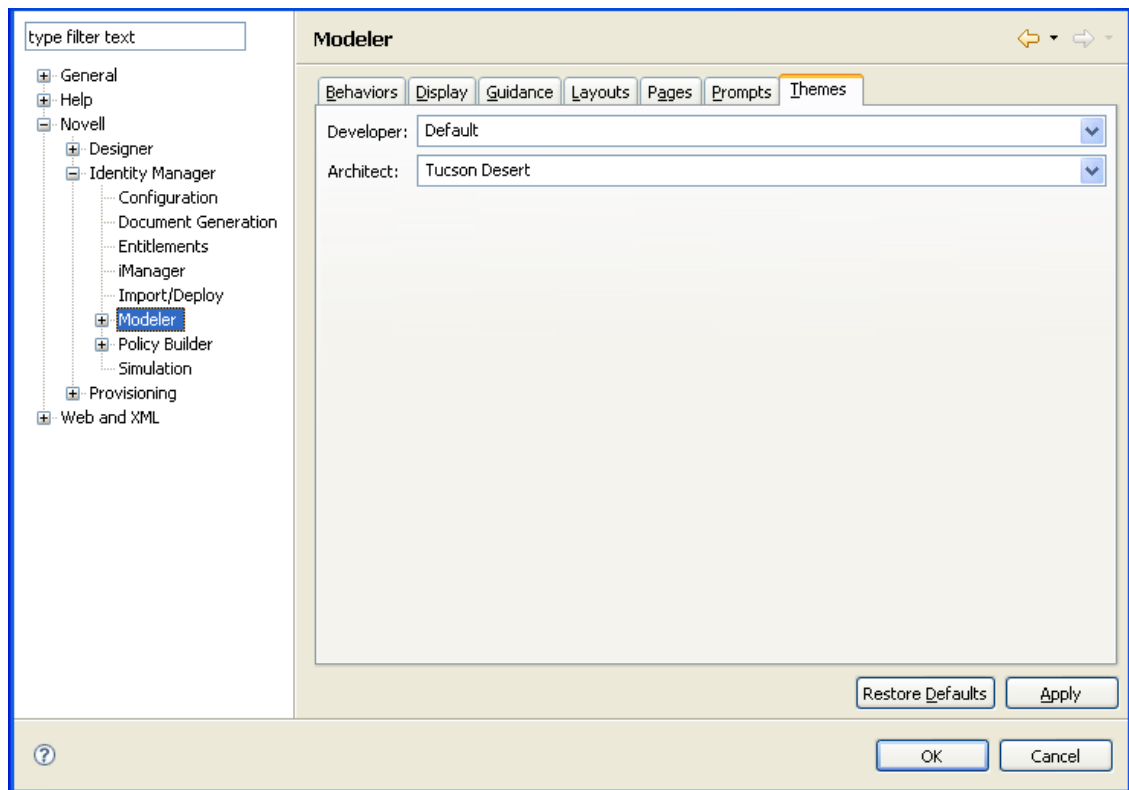 type filter text
General
Help
Novell
Designer
Identity Manager
Configuration
Document Generation
Entitlements
iManager
Import/Deploy
Modeler
Policy Builder
Simulation
Provisioning
Web and XML
Modeler
Behaviors Display Guidance Layouts Pages Prompts Themes
Developer: Default
Architect: Tucson Desert
Restore Defaults Apply
? OK Cancel